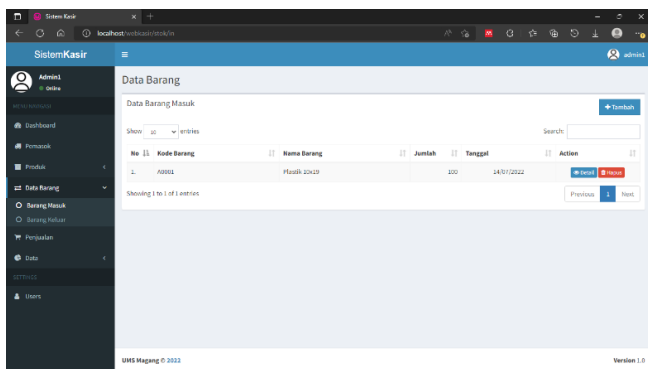 Sistem Kasir
localhost/webkasir/stok/in
SistemKasir
admin1
Admin1
Online
Data Barang
Data Barang Masuk
Tambah
Dashboard
Show 10 entries
Search:
Pemasok
No Kode Barang Nama Barang Jumlah Tanggal Action
Produk
1. A0001 Plastik 10x19 100 14/07/2022 Detail Hapus
Data Barang
Showing 1 to 1 of 1 entries
Previous 1 Next
Barang Masuk
Barang Keluar
Penjualan
Data
SETTINGS
Users
UMS Magang © 2022
Version 1.0